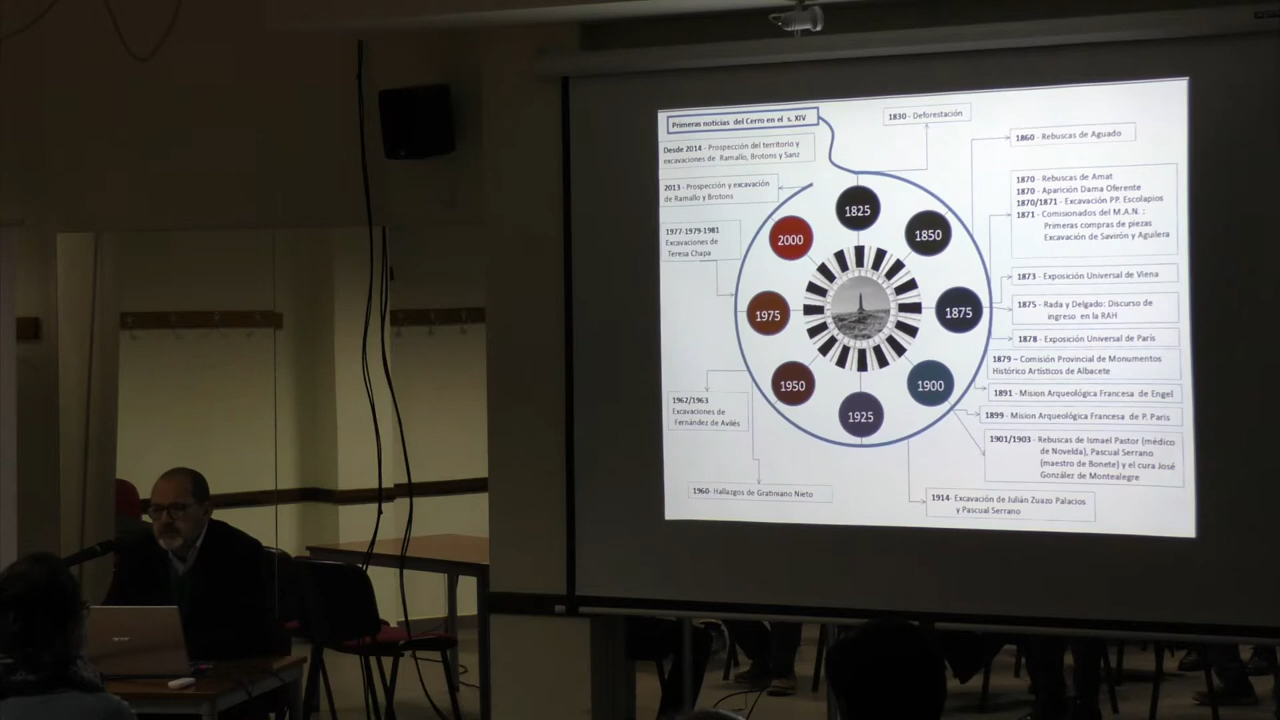 Primeras noticias del Cerro en el s. XIV
1830 - Deforestación
1860 - Rebuscas de Aguado
Desde 2014 - Prospección del territorio y
excavaciones de Ramallo, Brotons y Sanz
2013 - Prospección y excavación
de Ramallo y Brotons
1870 - Rebuscas de Amat
1870 - Aparición Dama Oferente
1870/1871 - Excavación PP. Escolapios
1871 - Comisionados del M.A.N. :
Primeras compras de piezas
Excavación de Savirón y Aguilera
1977-1979-1981
Excavaciones de
Teresa Chapa
1825
1850
1875
1900
1925
1950
1975
2000
1873 - Exposición Universal de Viena
1875 - Rada y Delgado: Discurso de
ingreso en la RAH
1878 - Exposición Universal de París
1879 – Comisión Provincial de Monumentos
Histórico Artísticos de Albacete
1891 - Mision Arqueológica Francesa de Engel
1899 - Mision Arqueológica Francesa de P. Paris
1901/1903 - Rebuscas de Ismael Pastor (médico
de Novelda), Pascual Serrano
(maestro de Bonete) y el cura José
González de Montealegre
1962/1963
Excavaciones de
Fernández de Avilés
1960- Hallazgos de Gratiniano Nieto
1914- Excavación de Julián Zuazo Palacios
y Pascual Serrano
acer